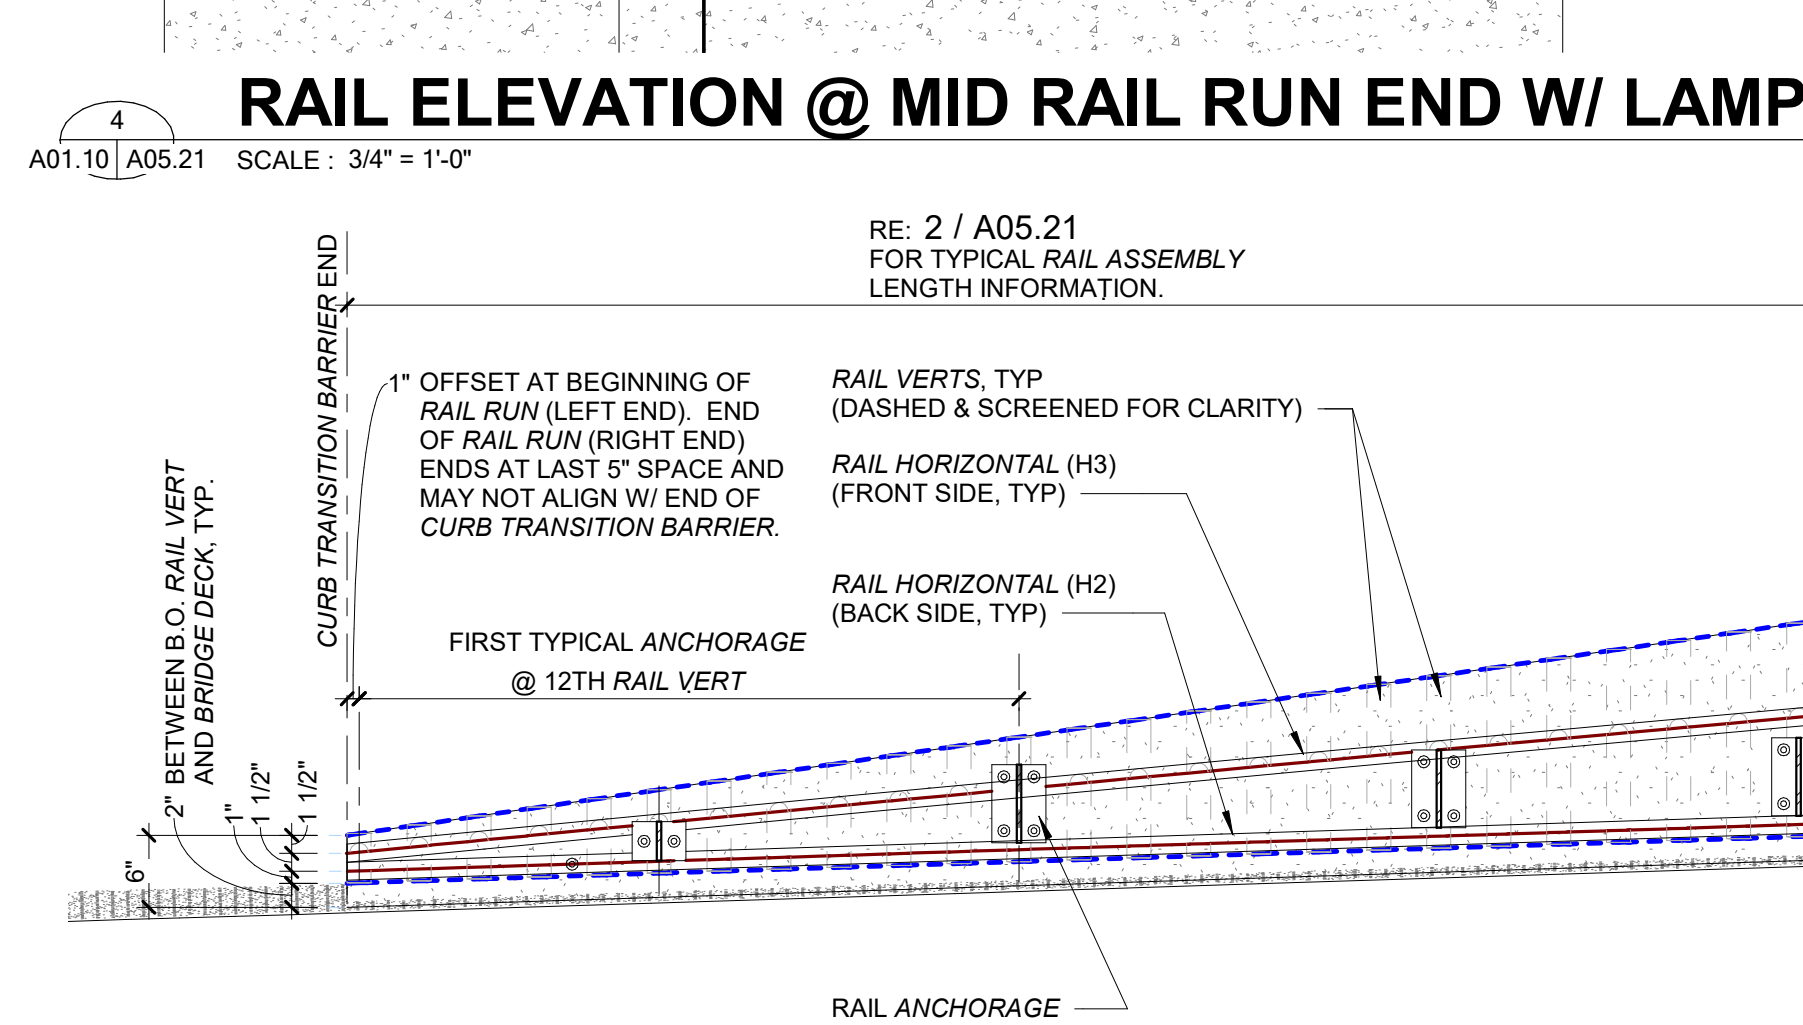 RAIL ELEVATION @ MID RAIL RUN END W/ LAMP
4
A01.10 A05.21
SCALE : 3/4" = 1'-0"
RE: 2 / A05.21
FOR TYPICAL RAIL ASSEMBLY
LENGTH INFORMATION.
CURB TRANSITION BARRIER END
1" OFFSET AT BEGINNING OF
RAIL RUN (LEFT END). END
OF RAIL RUN (RIGHT END)
ENDS AT LAST 5" SPACE AND
MAY NOT ALIGN W/ END OF
CURB TRANSITION BARRIER.
RAIL VERTS, TYP
(DASHED & SCREENED FOR CLARITY)
RAIL HORIZONTAL (H3)
(FRONT SIDE, TYP)
RAIL HORIZONTAL (H2)
(BACK SIDE, TYP)
FIRST TYPICAL ANCHORAGE
@ 12TH RAIL VERT
2" BETWEEN B.O. RAIL VERT
AND BRIDGE DECK, TYP.
1"
1 1/2"
1 1/2"
6"
RAIL ANCHORAGE